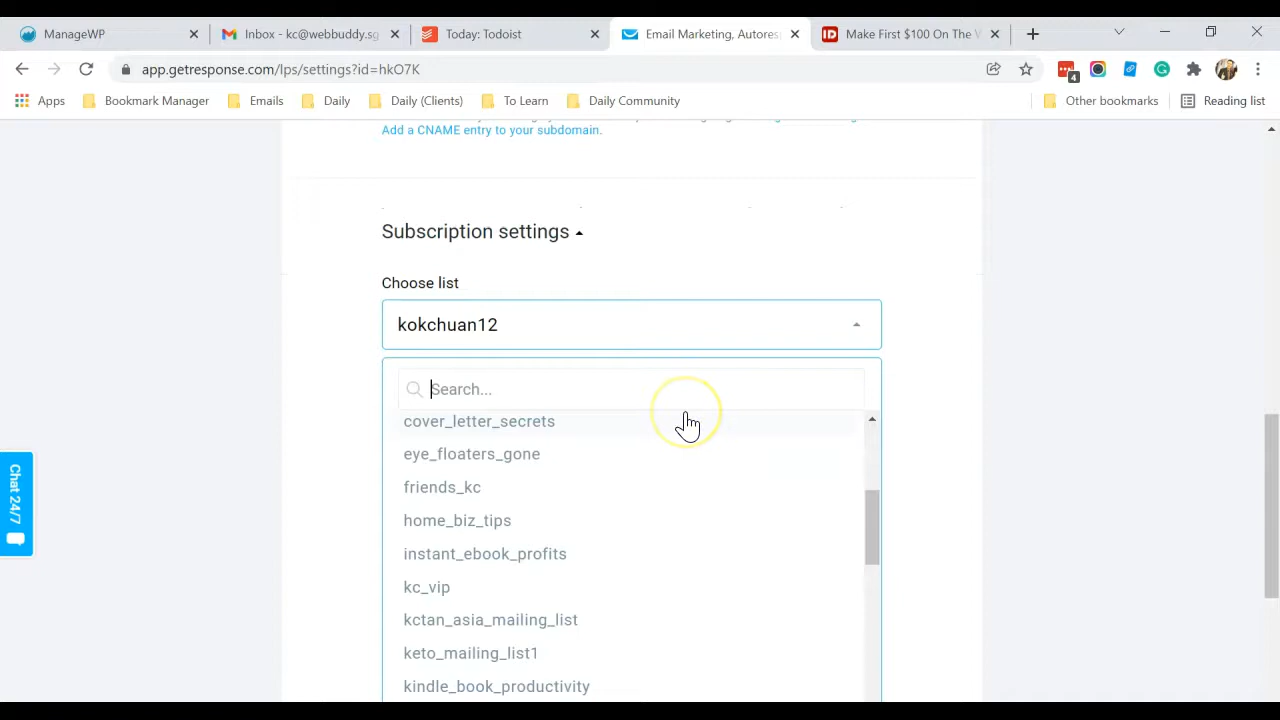 ManageWP
Inbox - kc@webbuddy.sg
Today: Todoist
Email Marketing, Autores
Make First $100 On The
app.getresponse.com/lps/settings?id=hkO7K
4
Apps
Bookmark Manager
Emails
Daily
Daily (Clients)
To Learn
Daily Community
Other bookmarks
Reading list
Add a CNAME entry to your subdomain.
Subscription settings
Choose list
kokchuan12
Search...
cover_letter_secrets
eye_floaters_gone
friends_kc
home_biz_tips
instant_ebook_profits
kc_vip
kctan_asia_mailing_list
keto_mailing_list1
kindle_book_productivity
Chat 24/7